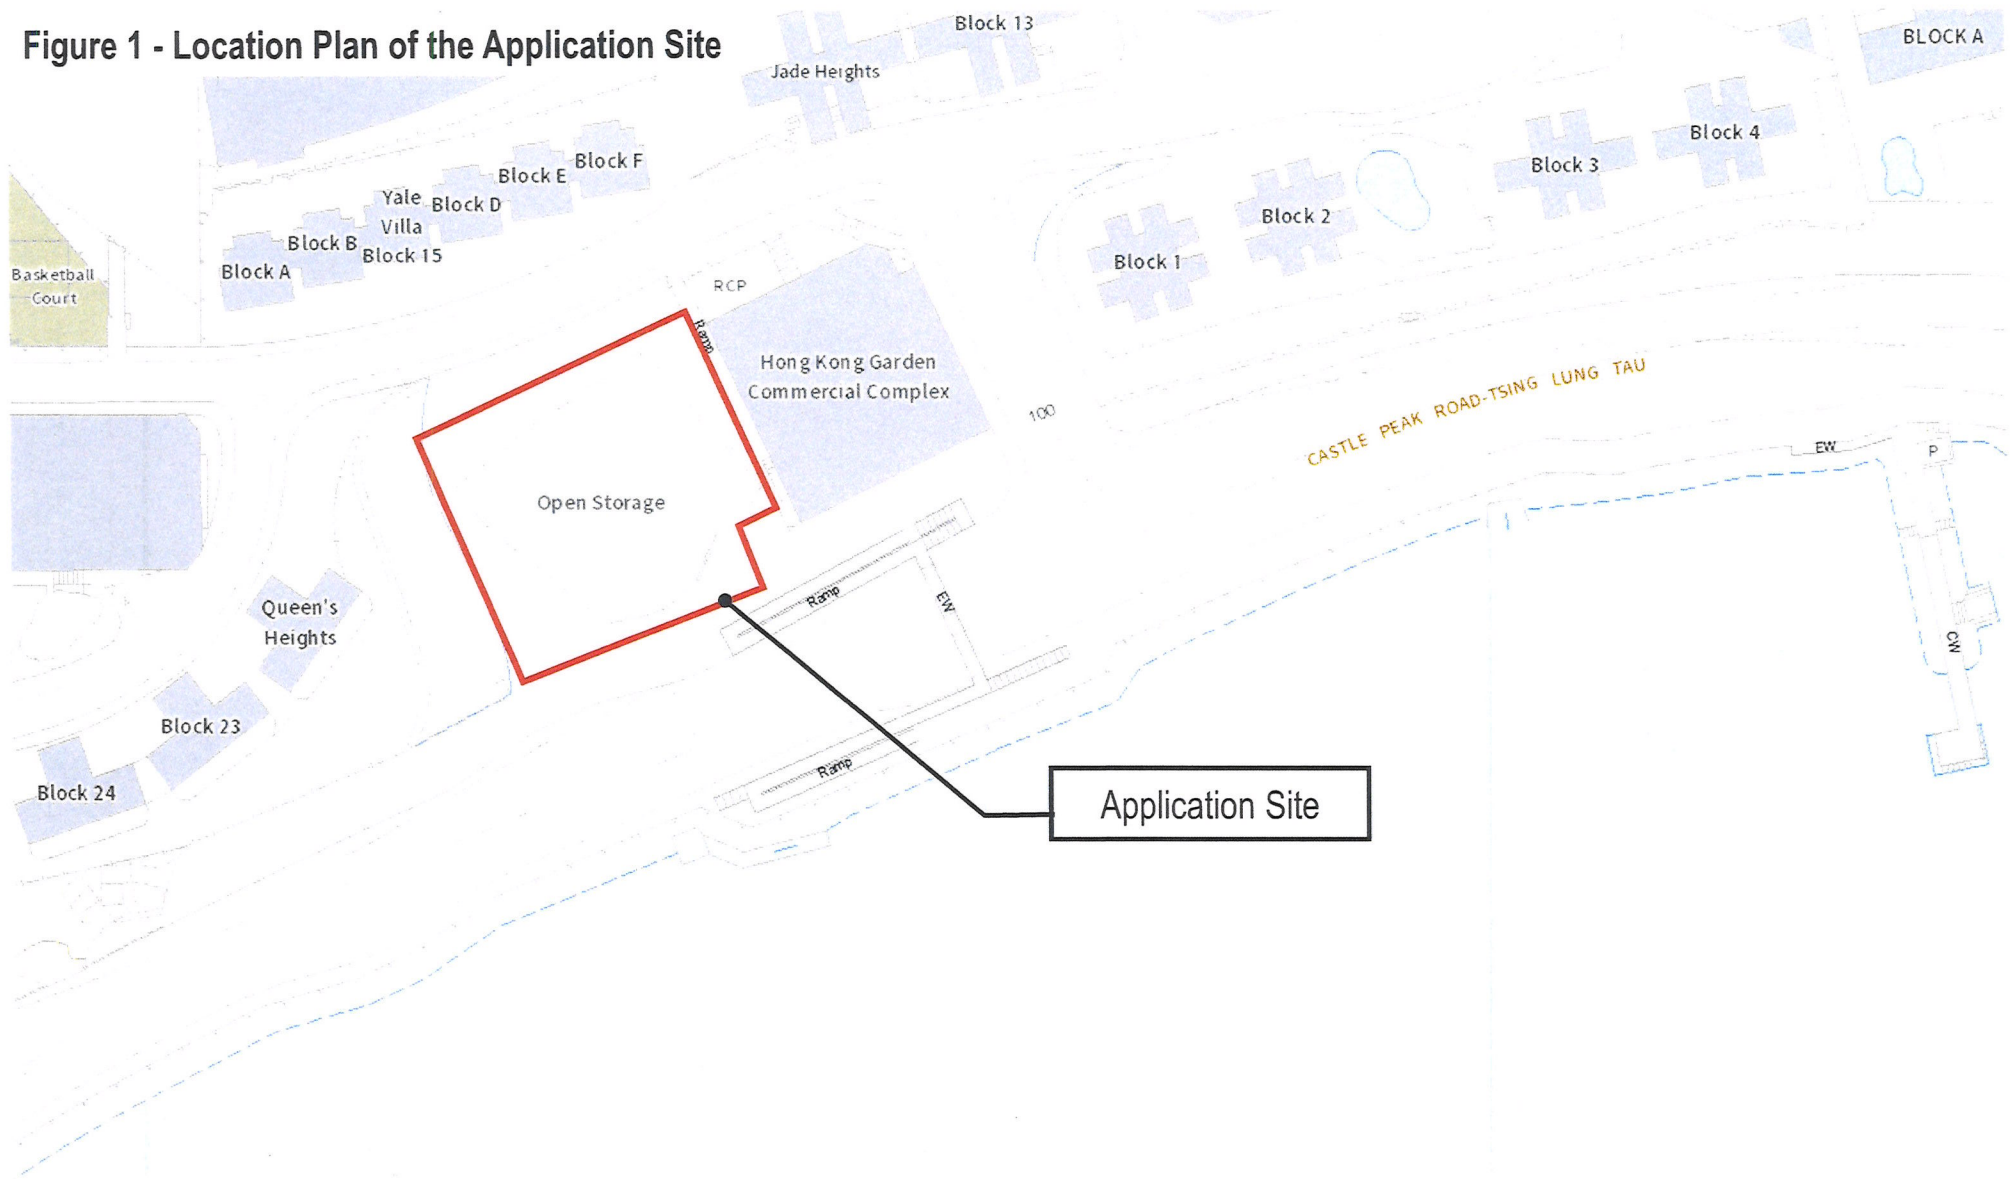 Figure 1 - Location Plan of the Application Site
Block 13
BLOCK A
Jade Heights
Block 4
Block F
Block 3
Block E
Yale
Villa
Block 15
Block D
Block 2
Block B
Block A
Block 1
Basketball
Court
RCP
Ramp
Hong Kong Garden
Commercial Complex
100
CASTLE PEAK ROAD-TSING LUNG TAU
EW
P
Open Storage
Ramp
EW
Queen's
Heights
CW
Block 23
Ramp
Block 24
Application Site